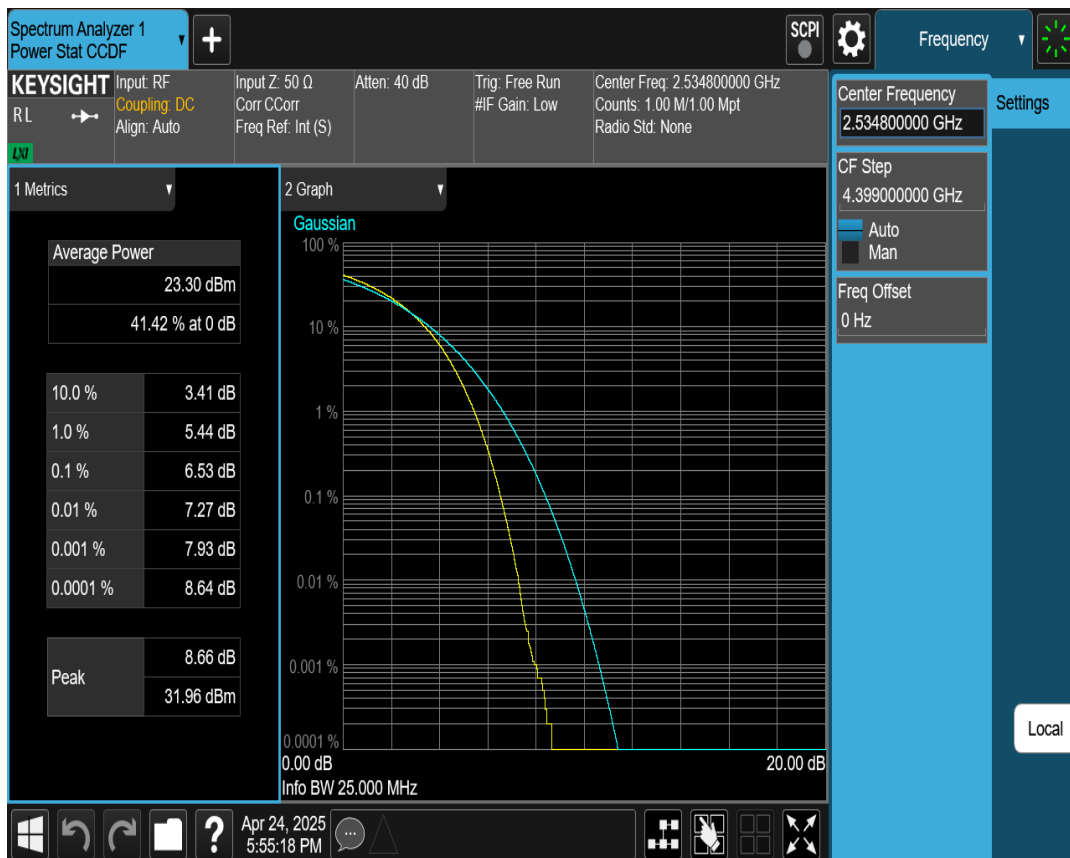 Spectrum Analyzer 1
Power Stat CCDF
+
SCPI
Frequency
KEYSIGHT
RL
LXI
Input: RF
Coupling: DC
Align: Auto
Input Z: 50 Ω
Corr CCorr
Freq Ref: Int (S)
Atten: 40 dB
Trig: Free Run
#IF Gain: Low
Center Freq: 2.534800000 GHz
Counts: 1.00 M/1.00 Mpt
Radio Std: None
Center Frequency
2.534800000 GHz
Settings
CF Step
4.399000000 GHz
Auto
Man
Freq Offset
0 Hz
Local
1 Metrics
Average Power
23.30 dBm
41.42 % at 0 dB
10.0 % 3.41 dB
1.0 % 5.44 dB
0.1 % 6.53 dB
0.01 % 7.27 dB
0.001 % 7.93 dB
0.0001 % 8.64 dB
Peak
8.66 dB
31.96 dBm
2 Graph
Gaussian
100 %
10 %
1 %
0.1 %
0.01 %
0.001 %
0.0001 %
0.00 dB 20.00 dB
Info BW 25.000 MHz
?
Apr 24, 2025
5:55:18 PM